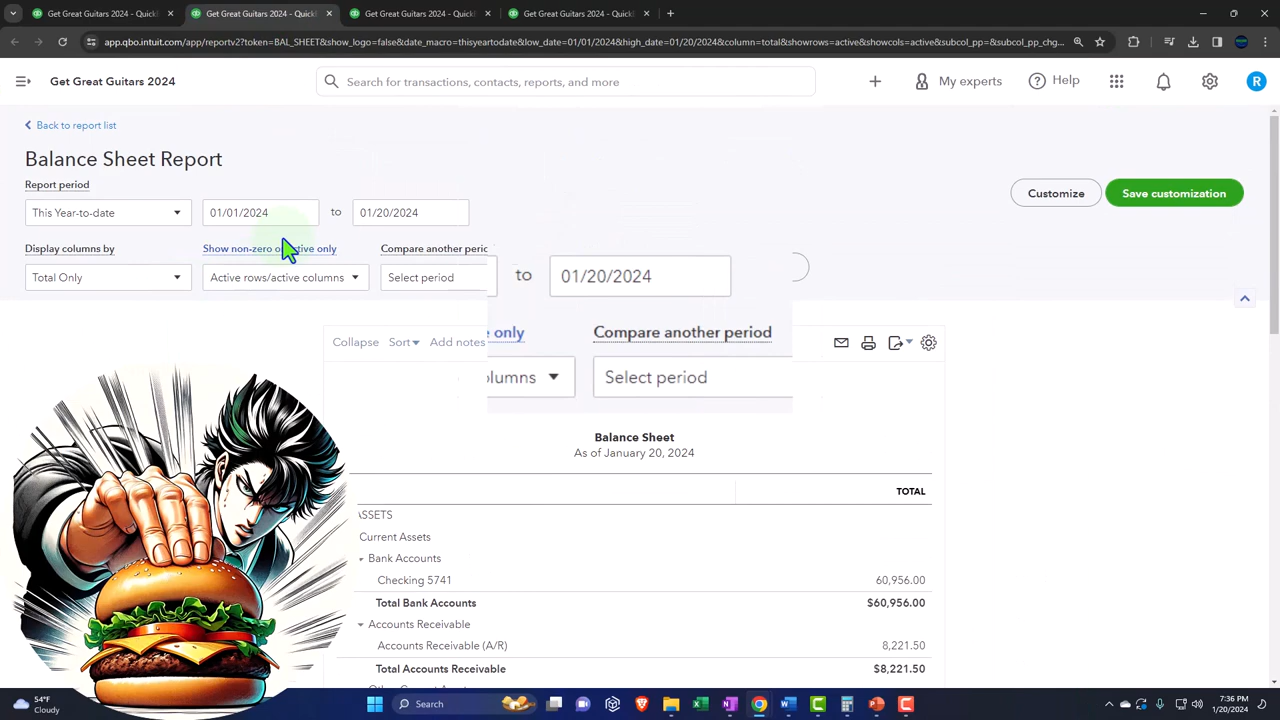 Get Great Guitars 2024 - QuickB
Get Great Guitars 2024 - QuickB
Get Great Guitars 2024 - QuickB
Get Great Guitars 2024 - QuickB
app.qbo.intuit.com/app/reportv2?token=BAL_SHEET&show_logo=false&date_macro=thisyeartodate&low_date=01/01/2024&high_date=01/20/2024&column=total&showrows=active&showcols=active&subcol_pp=&subcol_pp_chg...
Get Great Guitars 2024
Search for transactions, contacts, reports, and more
My experts
Help
R
Back to report list
Balance Sheet Report
Report period
Customize
Save customization
This Year-to-date
01/01/2024
to
01/20/2024
Display columns by
Show non-zero or active only
Compare another perio
Total Only
Active rows/active columns
Select period
to
01/20/2024
only
Compare another period
olumns
Select period
Collapse
Sort
Add notes
Balance Sheet
As of January 20, 2024
TOTAL
ASSETS
Current Assets
Bank Accounts
Checking 5741
60,956.00
Total Bank Accounts
$60,956.00
Accounts Receivable
Accounts Receivable (A/R)
8,221.50
Total Accounts Receivable
$8,221.50
54°F
Cloudy
Search
7:36 PM
1/20/2024